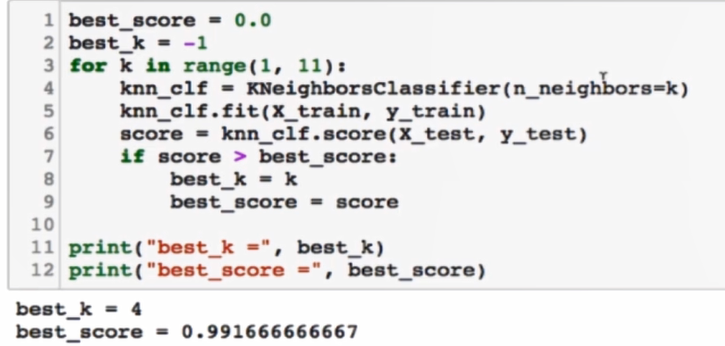 1 best_score = 0.0
2 best_k = -1
3 for k in range(1, 11):
4     knn_clf = KNeighborsClassifier(n_neighbors=k)
5     knn_clf.fit(X_train, y_train)
6     score = knn_clf.score(X_test, y_test)
7     if score > best_score:
8         best_k = k
9         best_score = score
10
11 print("best_k =", best_k)
12 print("best_score =", best_score)
best_k = 4
best_score = 0.991666666667